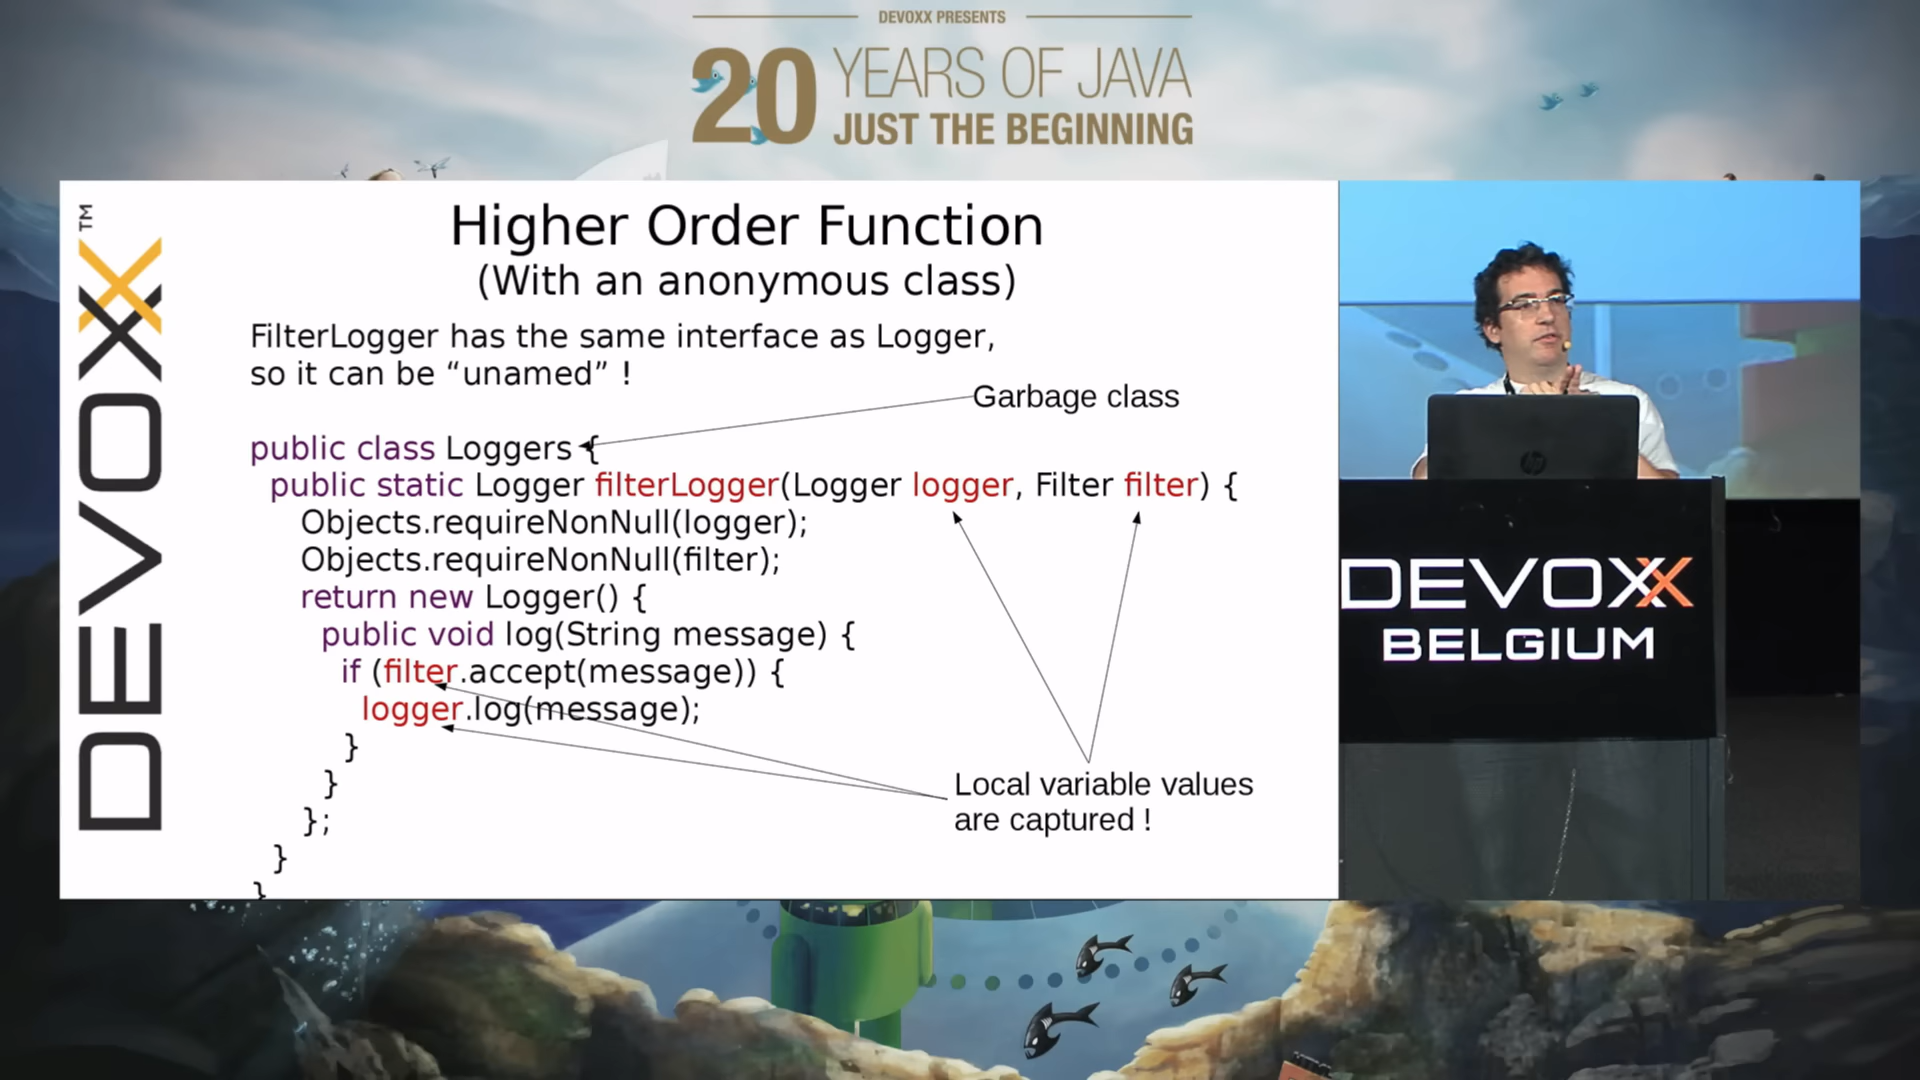 DEVOXX PRESENTS
20 YEARS OF JAVA
JUST THE BEGINNING
DEVOXX™
Higher Order Function
(With an anonymous class)
FilterLogger has the same interface as Logger,
so it can be “unamed” !
Garbage class
public class Loggers {
public static Logger filterLogger(Logger logger, Filter filter) {
Objects.requireNonNull(logger);
Objects.requireNonNull(filter);
return new Logger() {
public void log(String message) {
if (filter.accept(message)) {
logger.log(message);
}
}
};
}
}
Local variable values
are captured !
hp
DEVOXX
BELGIUM